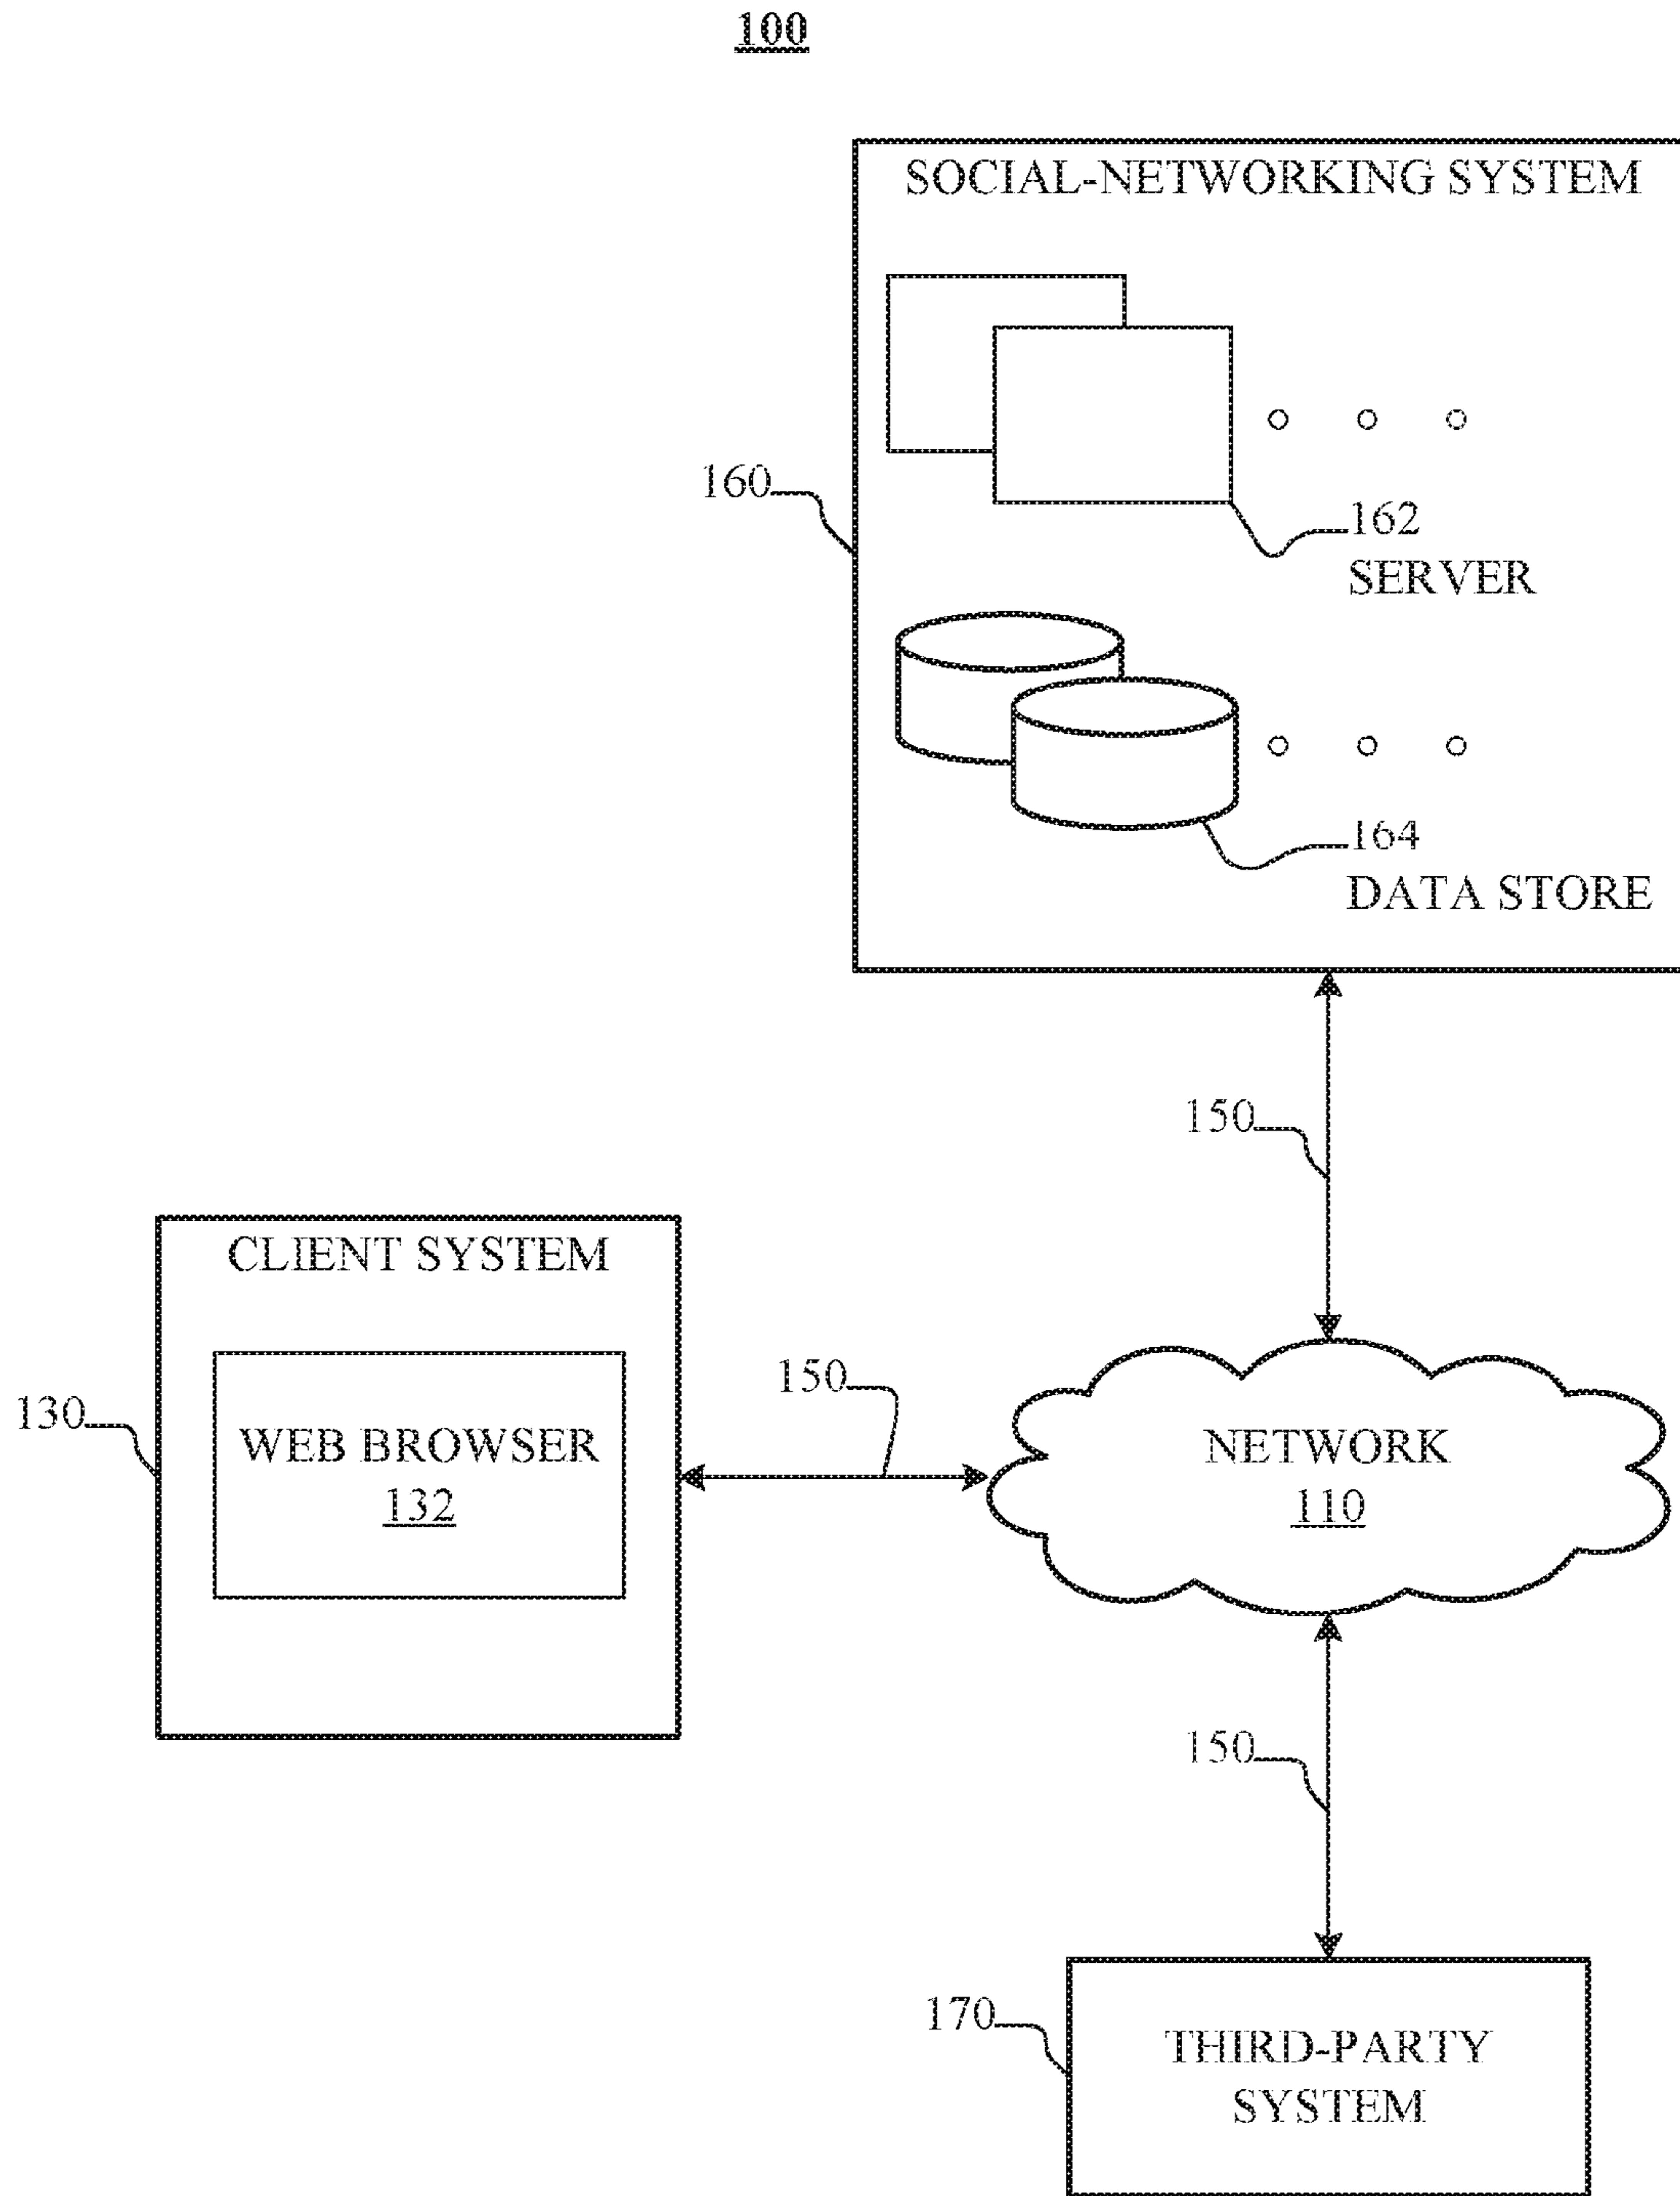 100
SOCIAL-NETWORKING SYSTEM
160
162
SERVER
164
DATA STORE
150
CLIENT SYSTEM
130
WEB BROWSER
132
150
NETWORK
110
150
170
THIRD-PARTY
SYSTEM